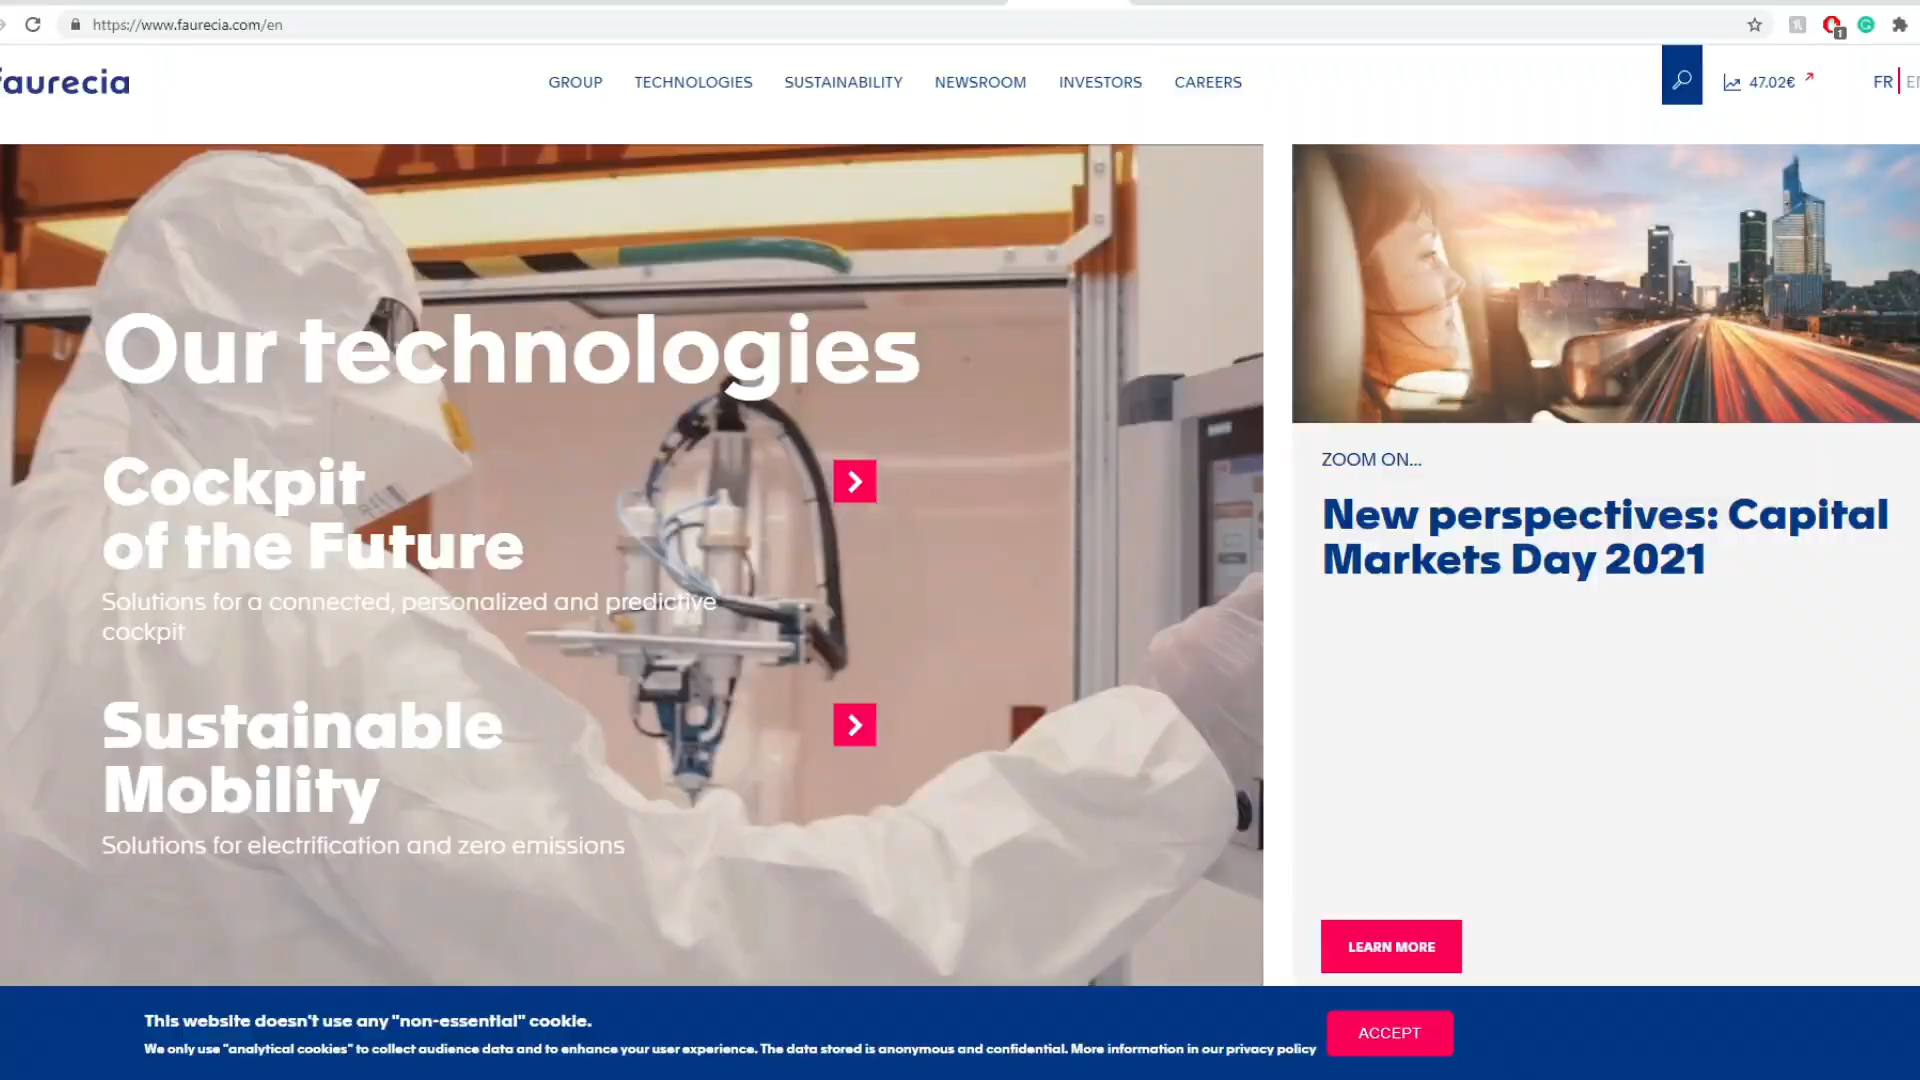 https://www.faurecia.com/en
faurecia
GROUP TECHNOLOGIES SUSTAINABILITY NEWSROOM INVESTORS CAREERS
47.02€
FR
Our technologies
Cockpit
of the Future
Solutions for a connected, personalized and predictive
cockpit
Sustainable
Mobility
Solutions for electrification and zero emissions
ZOOM ON...
New perspectives: Capital
Markets Day 2021
LEARN MORE
This website doesn't use any "non-essential" cookie.
We only use "analytical cookies" to collect audience data and to enhance your user experience. The data stored is anonymous and confidential. More information in our privacy policy
ACCEPT